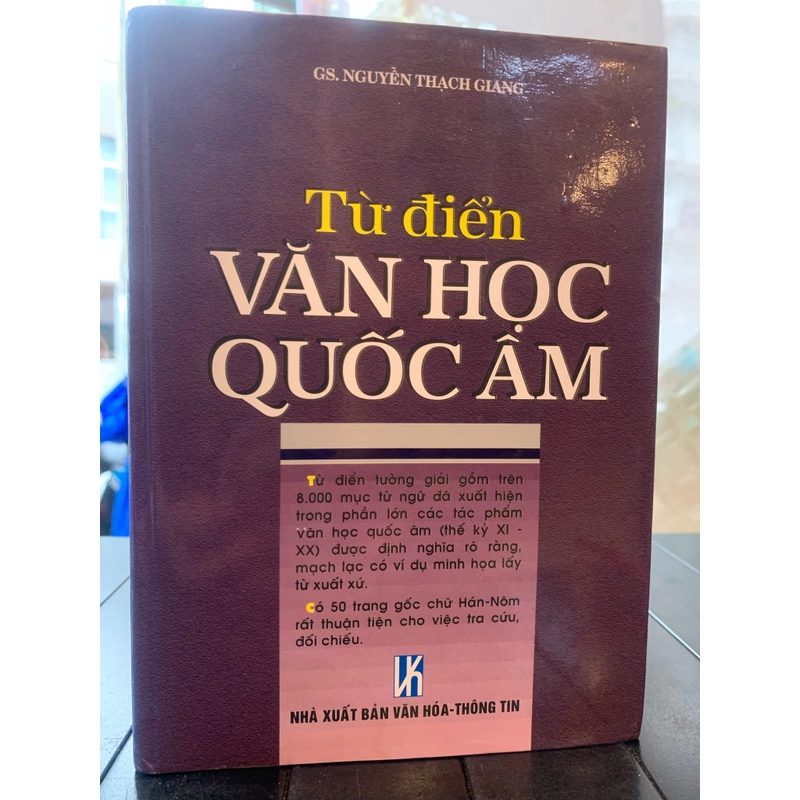 GS. NGUYỄN THẠCH GIANG
Từ điển
VĂN HỌC
QUỐC ÂM
Từ điển tường giải gồm trên
8.000 mục từ ngữ đã xuất hiện
trong phần lớn các tác phẩm
văn học quốc âm (thế kỷ XI -
XX) được định nghĩa rõ ràng,
mạch lạc có ví dụ minh họa lấy
từ xuất xứ.
Có 50 trang gốc chữ Hán-Nôm
rất thuận tiện cho việc tra cứu,
đối chiếu.
NHÀ XUẤT BẢN VĂN HÓA-THÔNG TIN